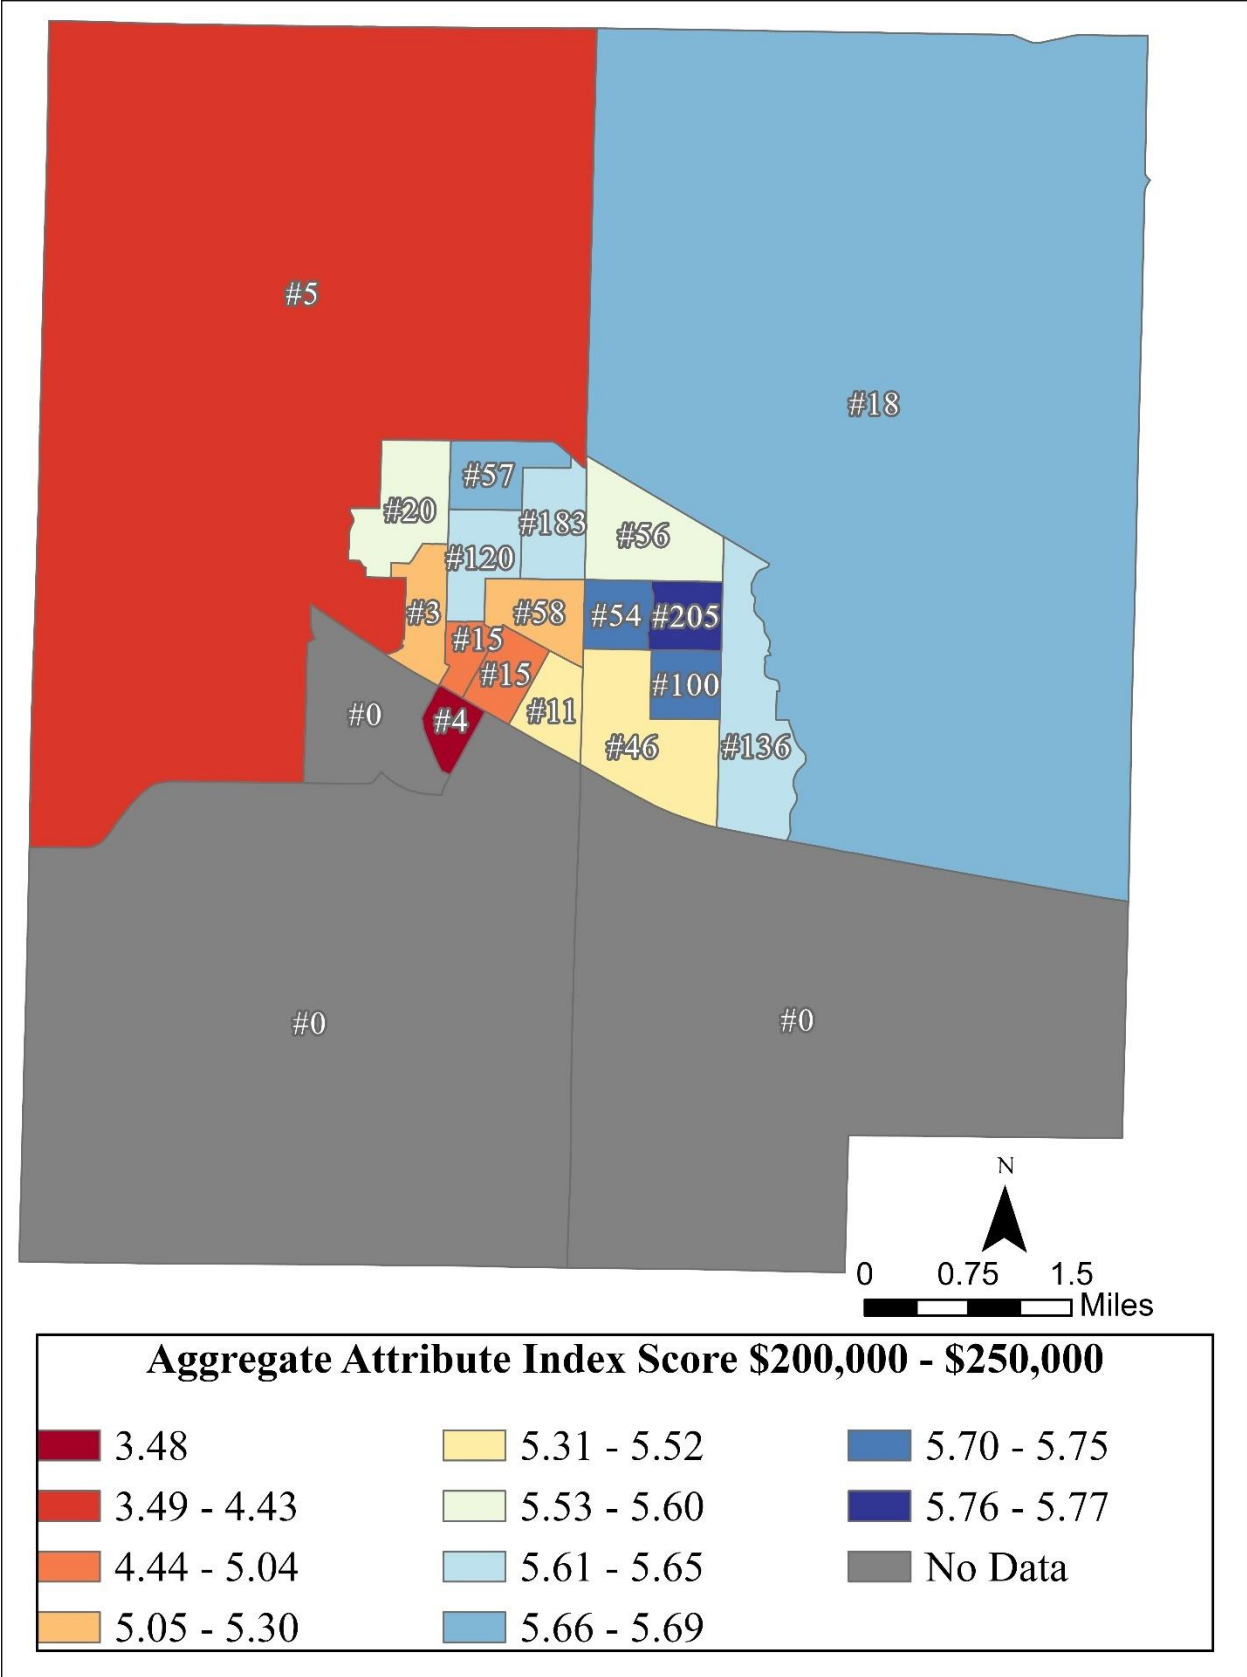 #5
#18
#57
#20
#183
#56
#120
#3
#58
#54
#205
#15
#15
#100
#0
#4
#11
#46
#136
#0
#0
N
0 0.75 1.5
Miles
Aggregate Attribute Index Score $200,000 - $250,000
3.48
3.49 - 4.43
4.44 - 5.04
5.05 - 5.30
5.31 - 5.52
5.53 - 5.60
5.61 - 5.65
5.66 - 5.69
5.70 - 5.75
5.76 - 5.77
No Data